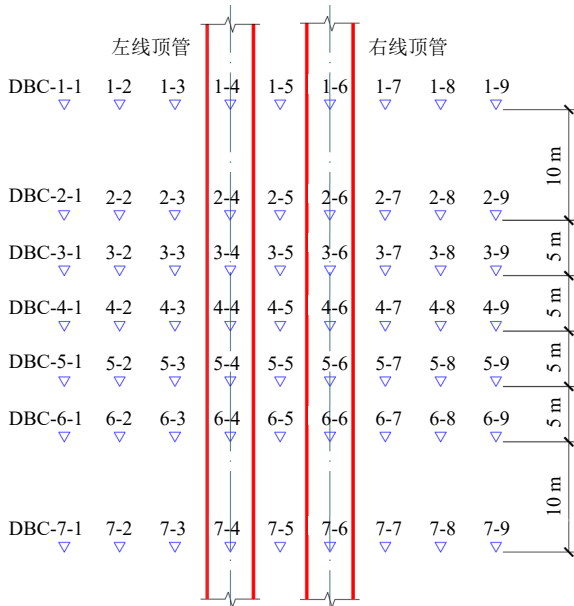 左线顶管 右线顶管
DBC-1-1 1-2 1-3 1-4 1-5 1-6 1-7 1-8 1-9
10 m
DBC-2-1 2-2 2-3 2-4 2-5 2-6 2-7 2-8 2-9
5 m
DBC-3-1 3-2 3-3 3-4 3-5 3-6 3-7 3-8 3-9
5 m
DBC-4-1 4-2 4-3 4-4 4-5 4-6 4-7 4-8 4-9
5 m
DBC-5-1 5-2 5-3 5-4 5-5 5-6 5-7 5-8 5-9
5 m
DBC-6-1 6-2 6-3 6-4 6-5 6-6 6-7 6-8 6-9
10 m
DBC-7-1 7-2 7-3 7-4 7-5 7-6 7-7 7-8 7-9